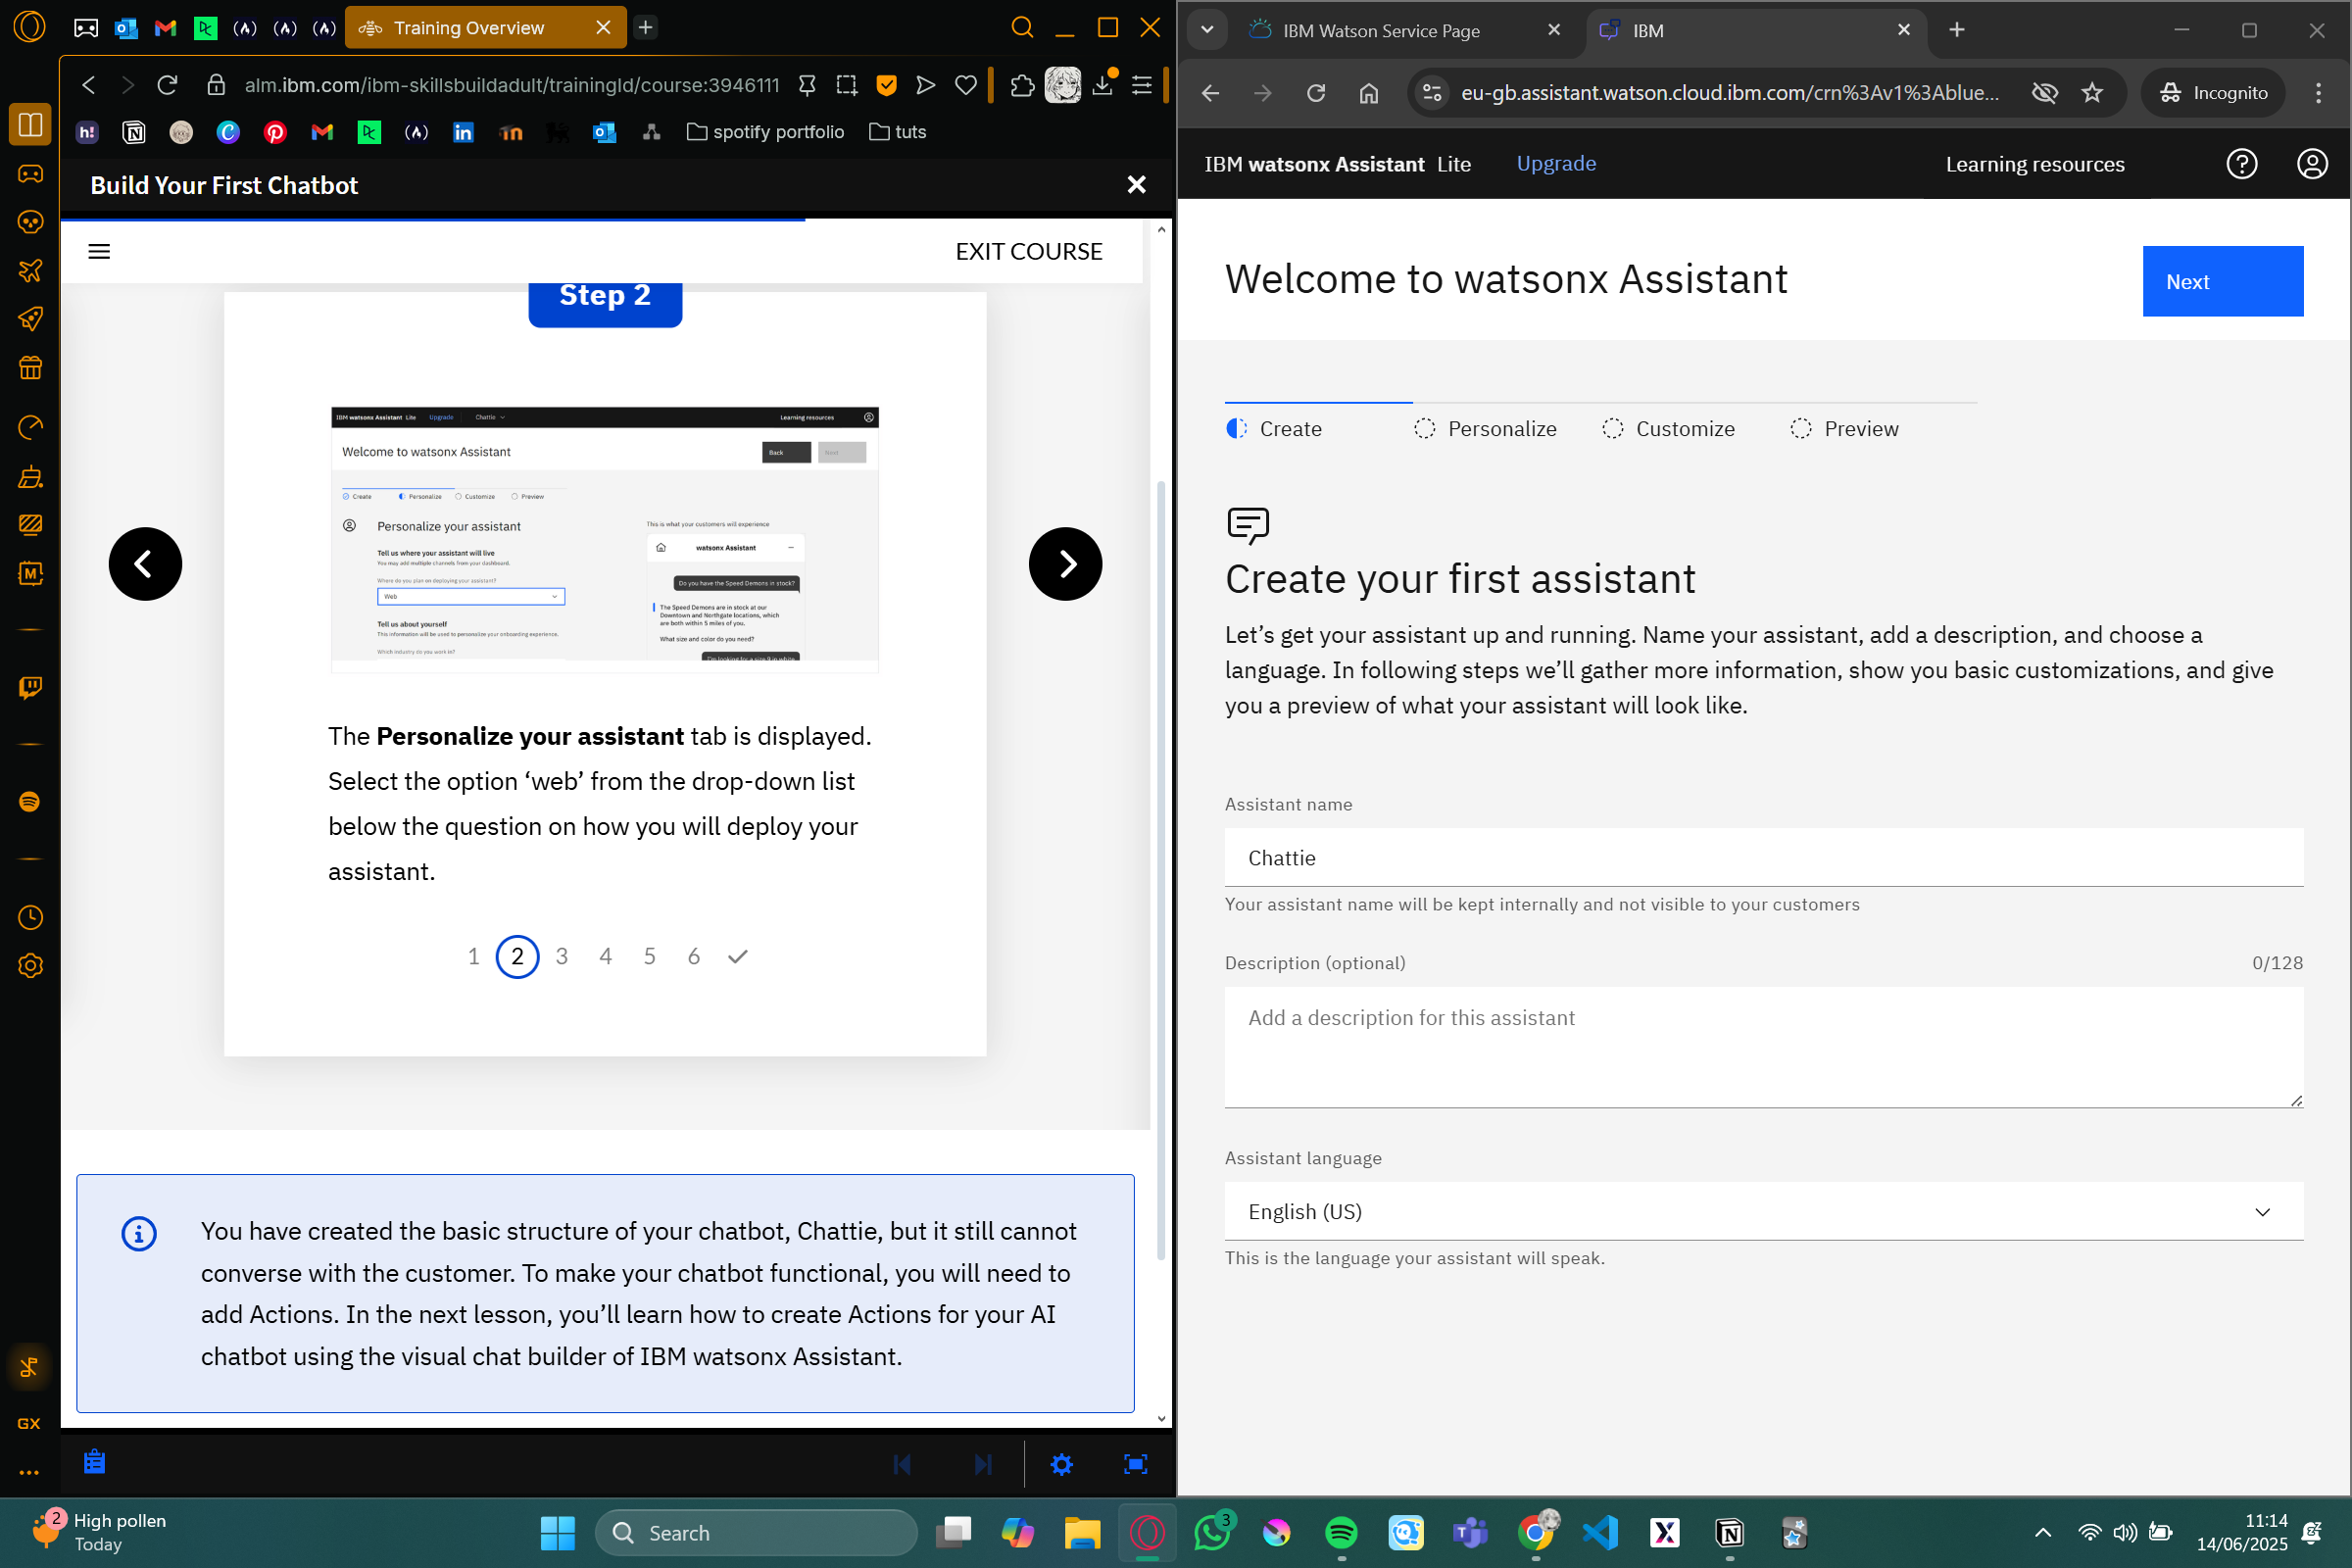 Training Overview
alm.ibm.com/ibm-skillsbuildadult/trainingId/course:3946111
spotify portfolio
tuts
Build Your First Chatbot
EXIT COURSE
Step 2
IBM watsonx Assistant Lite
Upgrade
Chattie
Learning resources
Welcome to watsonx Assistant
Back
Next
Create
Personalize
Customize
Preview
Personalize your assistant
Tell us where your assistant will live
You may add multiple channels from your dashboard.
Where do you plan on deploying your assistant?
Web
Tell us about yourself
This information will be used to personalize your onboarding experience.
Which industry do you work in?
This is what your customers will experience
watsonx Assistant
Do you have the Speed Demons in stock?
The Speed Demons are in stock at our
Downtown and Northgate locations, which
are both within 5 miles of you.
What size and color do you need?
The Personalize your assistant tab is displayed.
Select the option ‘web’ from the drop-down list
below the question on how you will deploy your
assistant.
1 2 3 4 5 6
You have created the basic structure of your chatbot, Chattie, but it still cannot
converse with the customer. To make your chatbot functional, you will need to
add Actions. In the next lesson, you’ll learn how to create Actions for your AI
chatbot using the visual chat builder of IBM watsonx Assistant.
GX
IBM Watson Service Page
IBM
eu-gb.assistant.watson.cloud.ibm.com/crn%3Av1%3Ablue...
Incognito
IBM watsonx Assistant Lite
Upgrade
Learning resources
Welcome to watsonx Assistant
Next
Create
Personalize
Customize
Preview
Create your first assistant
Let’s get your assistant up and running. Name your assistant, add a description, and choose a
language. In following steps we’ll gather more information, show you basic customizations, and give
you a preview of what your assistant will look like.
Assistant name
Chattie
Your assistant name will be kept internally and not visible to your customers
Description (optional)
0/128
Add a description for this assistant
Assistant language
English (US)
This is the language your assistant will speak.
2
High pollen
Today
Search
3
11:14
14/06/2025